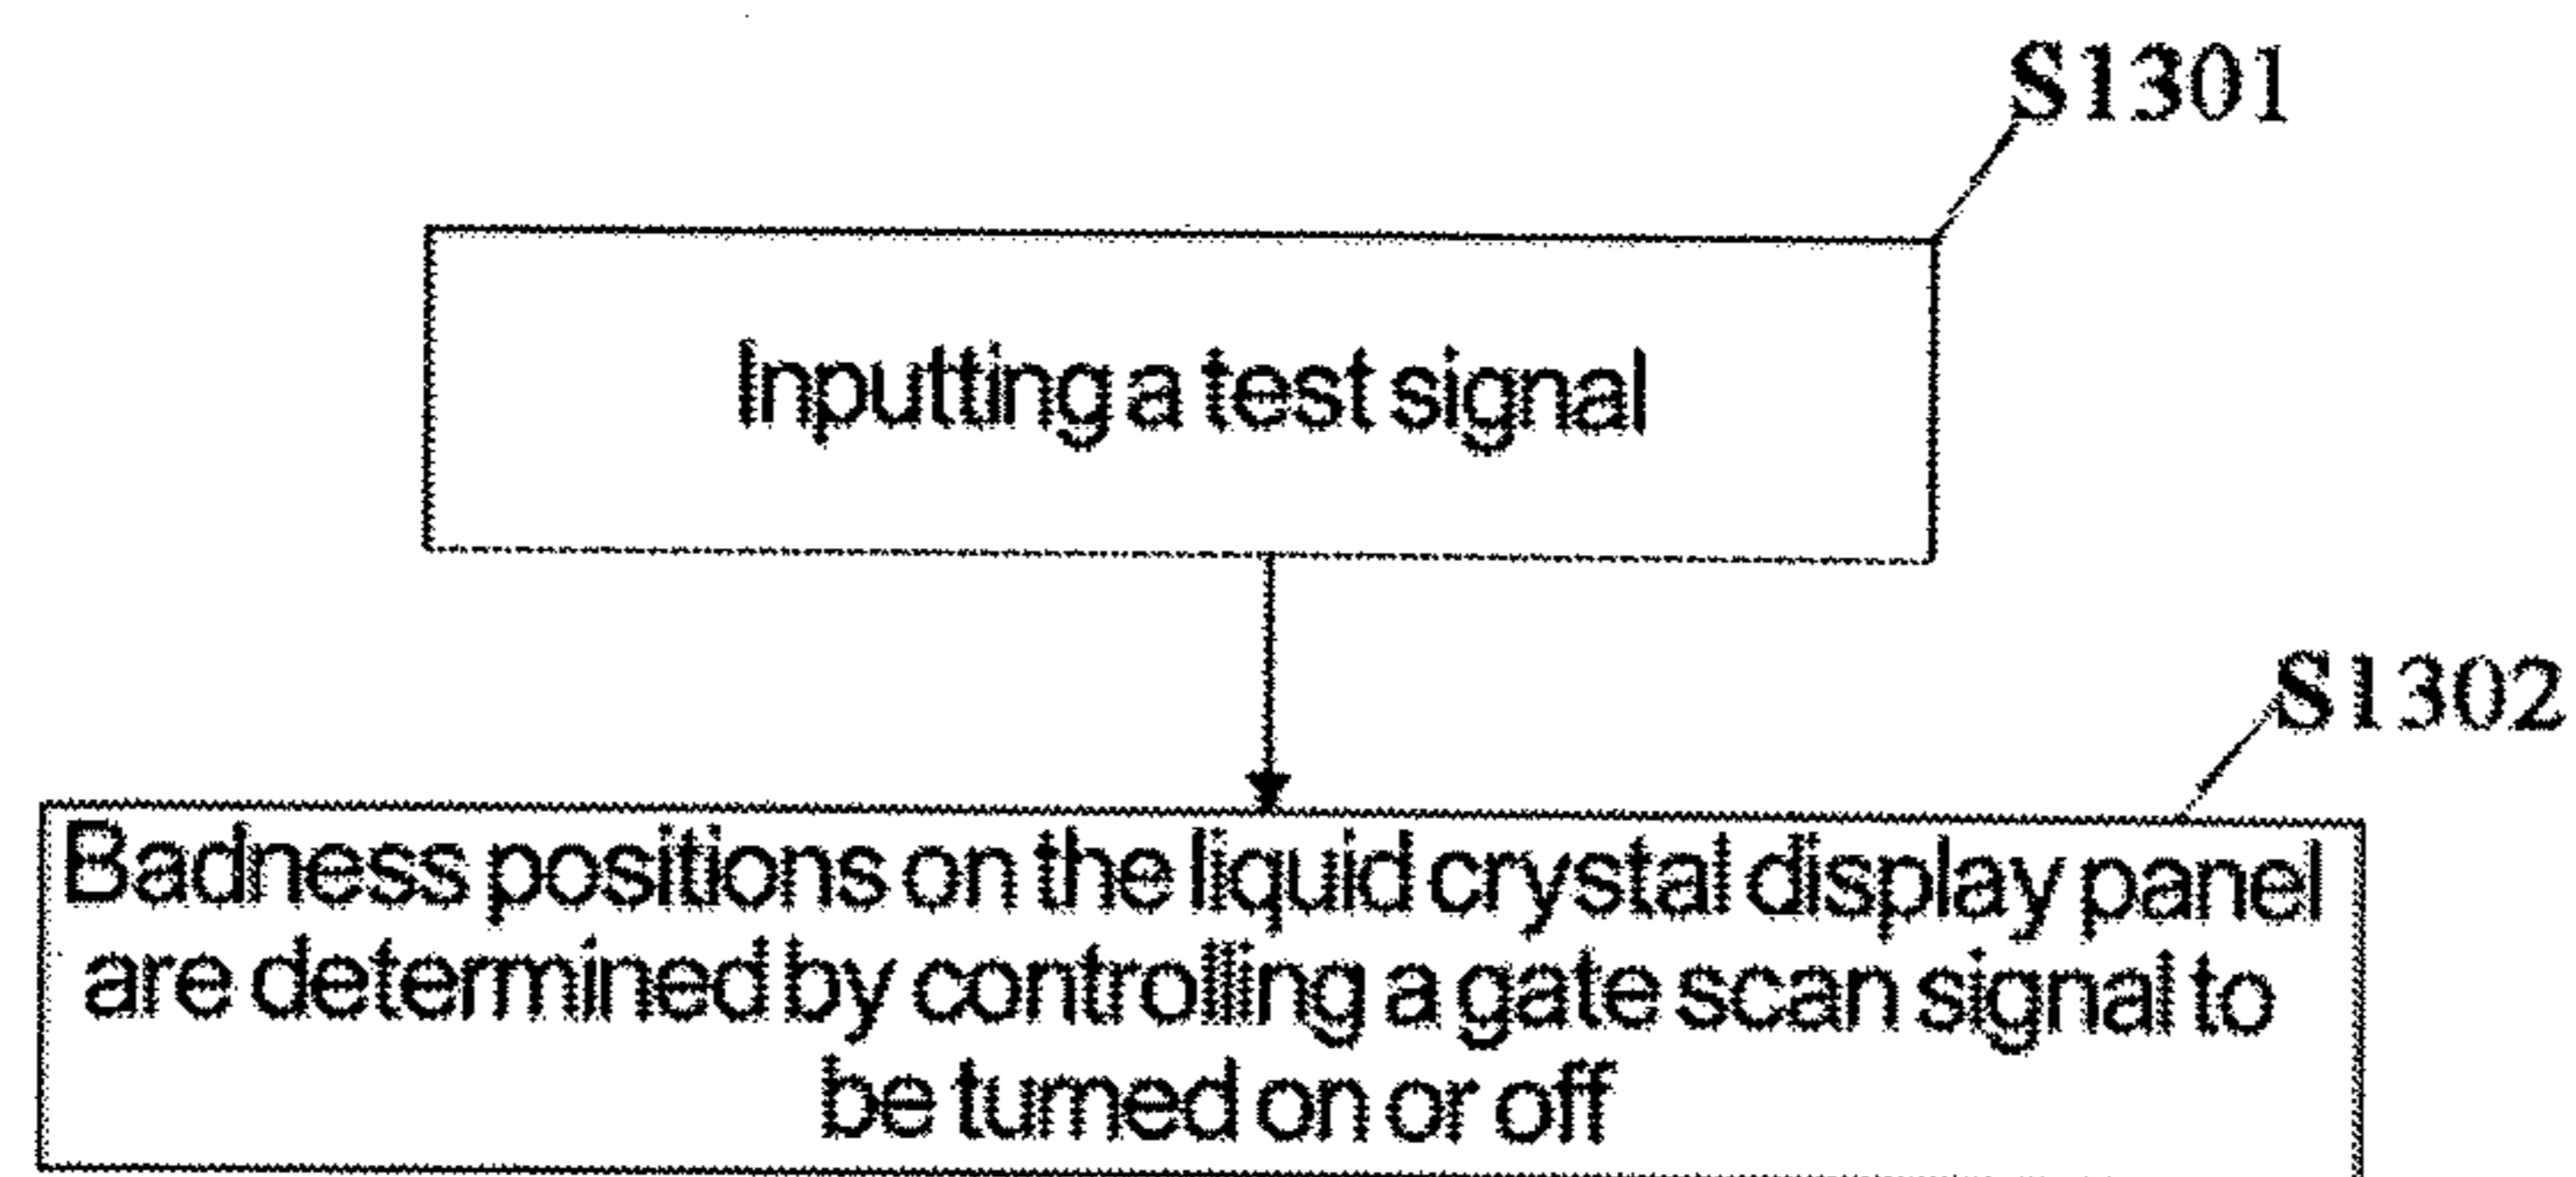 S1301
Inputting a test signal
S1302
Badness positions on the liquid crystal display panel
are determined by controlling a gate scan signal to
be turned on or off